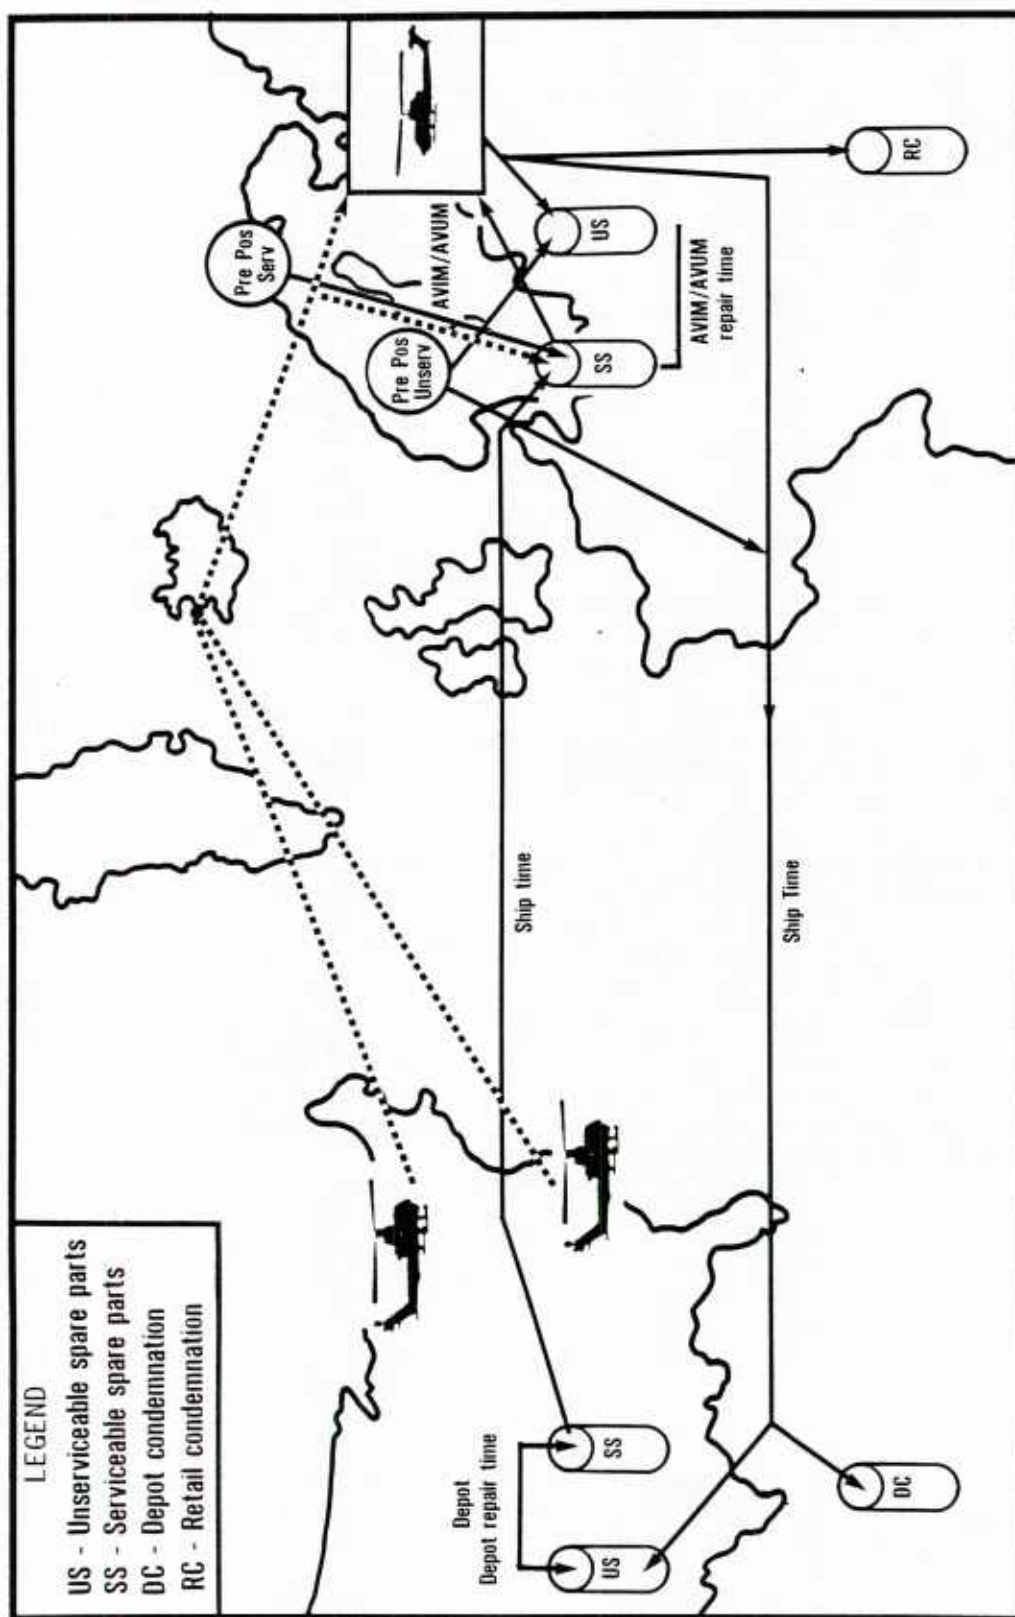 LEGEND
US - Unserviceable spare parts
SS - Serviceable spare parts
DC - Depot condemnation
RC - Retail condemnation
Pre Pos
Serv
Pre Pos
Unserv
AVIM/AVUM
US
SS
AVIM/AVUM
repair time
RC
Ship time
Ship Time
Depot
Depot repair time
SS
US
DC